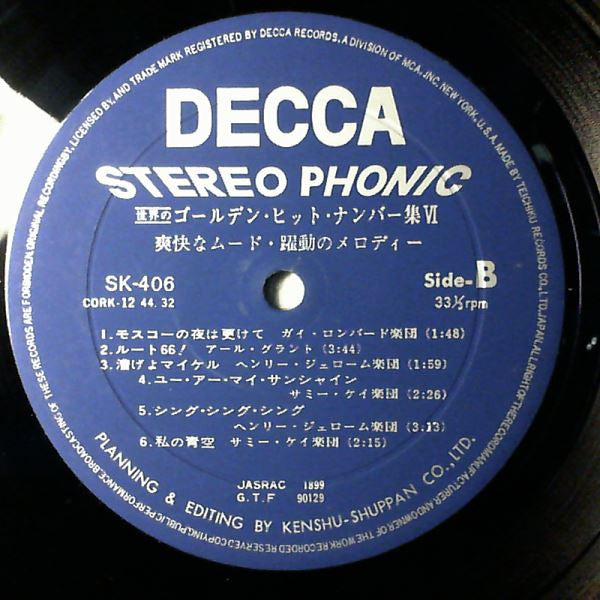 DECCA
STEREO PHONIC
世界の ゴールデン・ヒット・ナンバー集Ⅵ
爽快なムード・躍動のメロディー
SK-406
CORK-12 44. 32
Side-B
33⅓rpm
1.モスコーの夜は更けて ガイ・ロンバード楽団 (1:48)
2.ルート66! アール・グラント (3:44)
3.漕げよマイケル ヘンリー・ジェローム楽団 (1:59)
4.ユー・アー・マイ・サンシャイン
サミー・ケイ楽団 (2:26)
5.シング・シング・シング
ヘンリー・ジェローム楽団 (3:13)
6.私の青空 サミー・ケイ楽団 (2:15)
JASRAC 1899
G.T.F 90129
PLANNING & EDITING BY KENSHU-SHUPPAN CO., LTD.
LICENSED BY, AND TRADE MARK REGISTERED BY DECCA RECORDS, A DIVISION OF MCA, INC. NEW YORK, U.S.A. MADE BY TEICHIKU RECORDS CO., LTD. JAPAN. ALL RIGHT OF THE RECORD MANUFACTURER AND OWNER OF THE WORK RECORDED RESERVED COPYING, PUBLIC PERFORMANCE, BROADCASTING OF THESE RECORDS ARE FORBIDDEN ORIGINAL RECORDING BY,